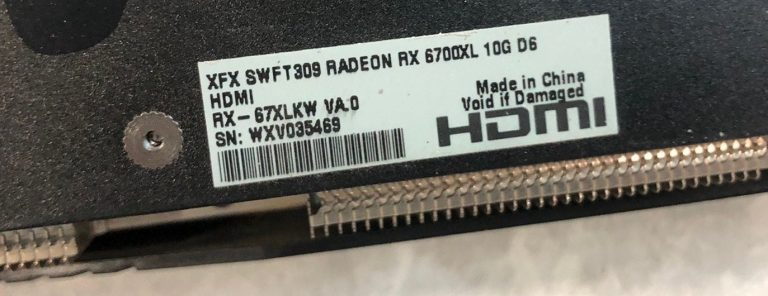 XFX SWFT309 RADEON RX 6700XL 10G D6
HDMI
RX-67XLKW VA.0
SN: WXV035469
Made in China
Void if Damaged
HDMI